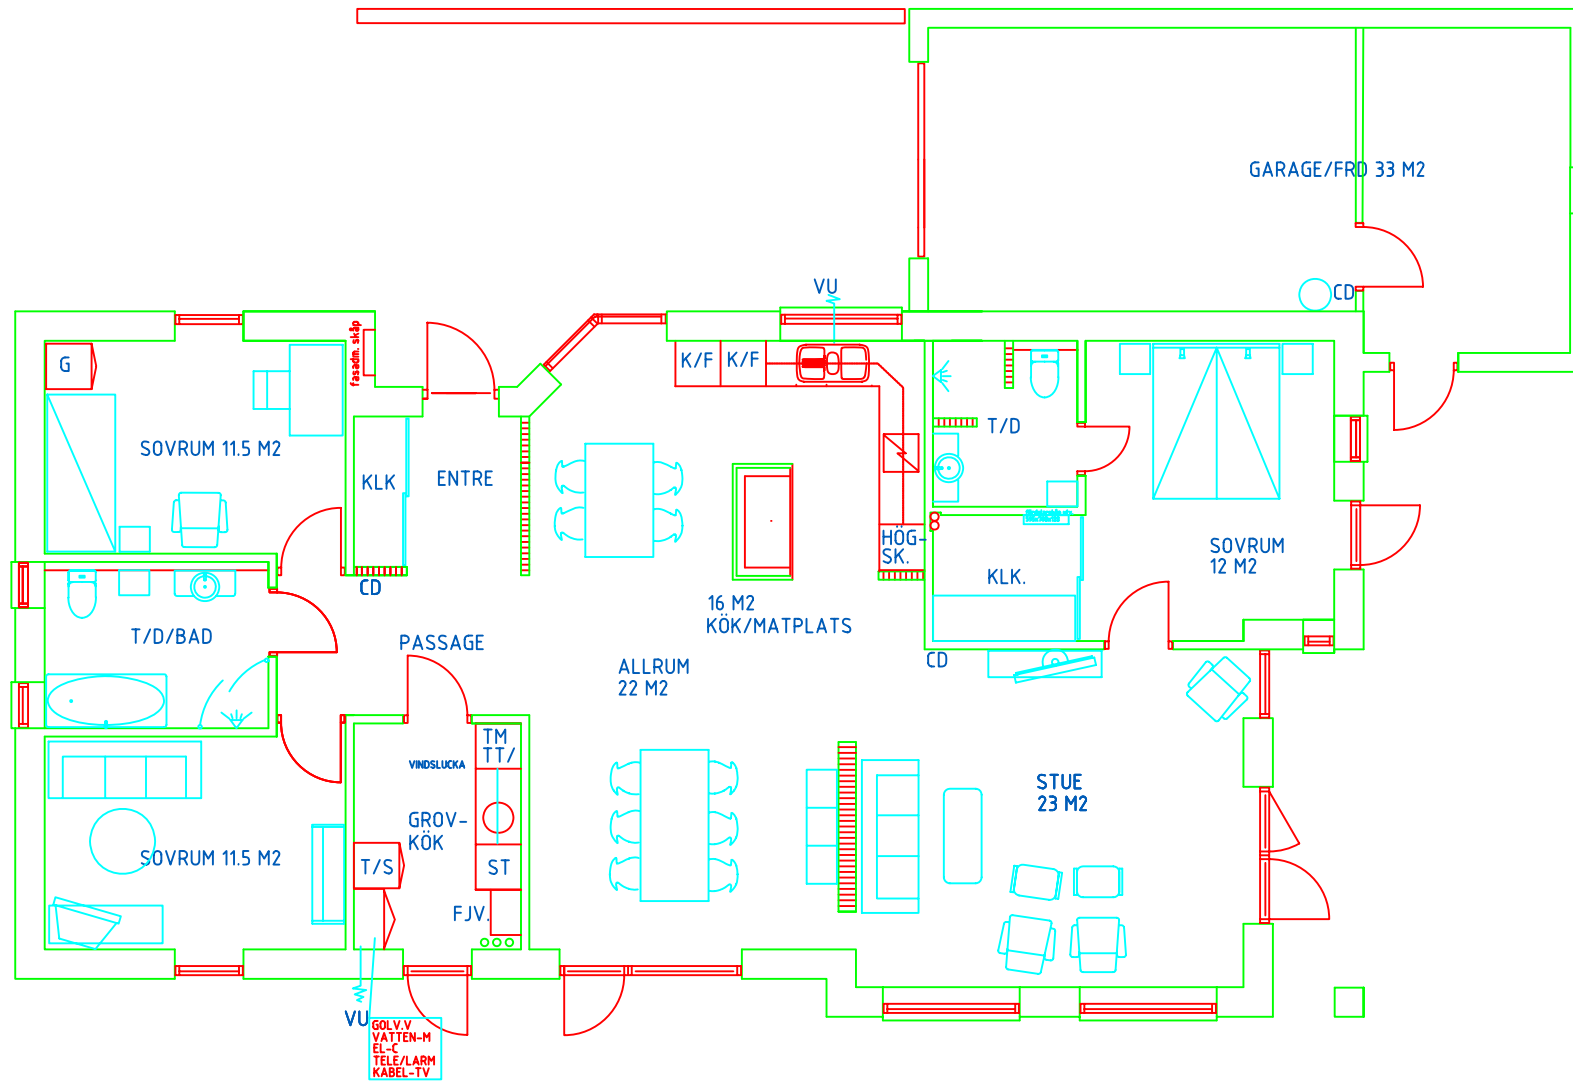 GARAGE/FRD 33 M2
VU
CD
fasadm. skåp
G
K/F
K/F
SOVRUM 11.5 M2
KLK
ENTRE
T/D
HÖG-
SK.
SOVRUM
12 M2
KLK.
CD
16 M2
KÖK/MATPLATS
T/D/BAD
PASSAGE
ALLRUM
22 M2
CD
TM
TT/
VINDSLUCKA
STUE
23 M2
GROV-
KÖK
SOVRUM 11.5 M2
T/S
ST
FJV.
VU
GOLV.V
VATTEN-M
EL-C
TELE/LARM
KABEL-TV